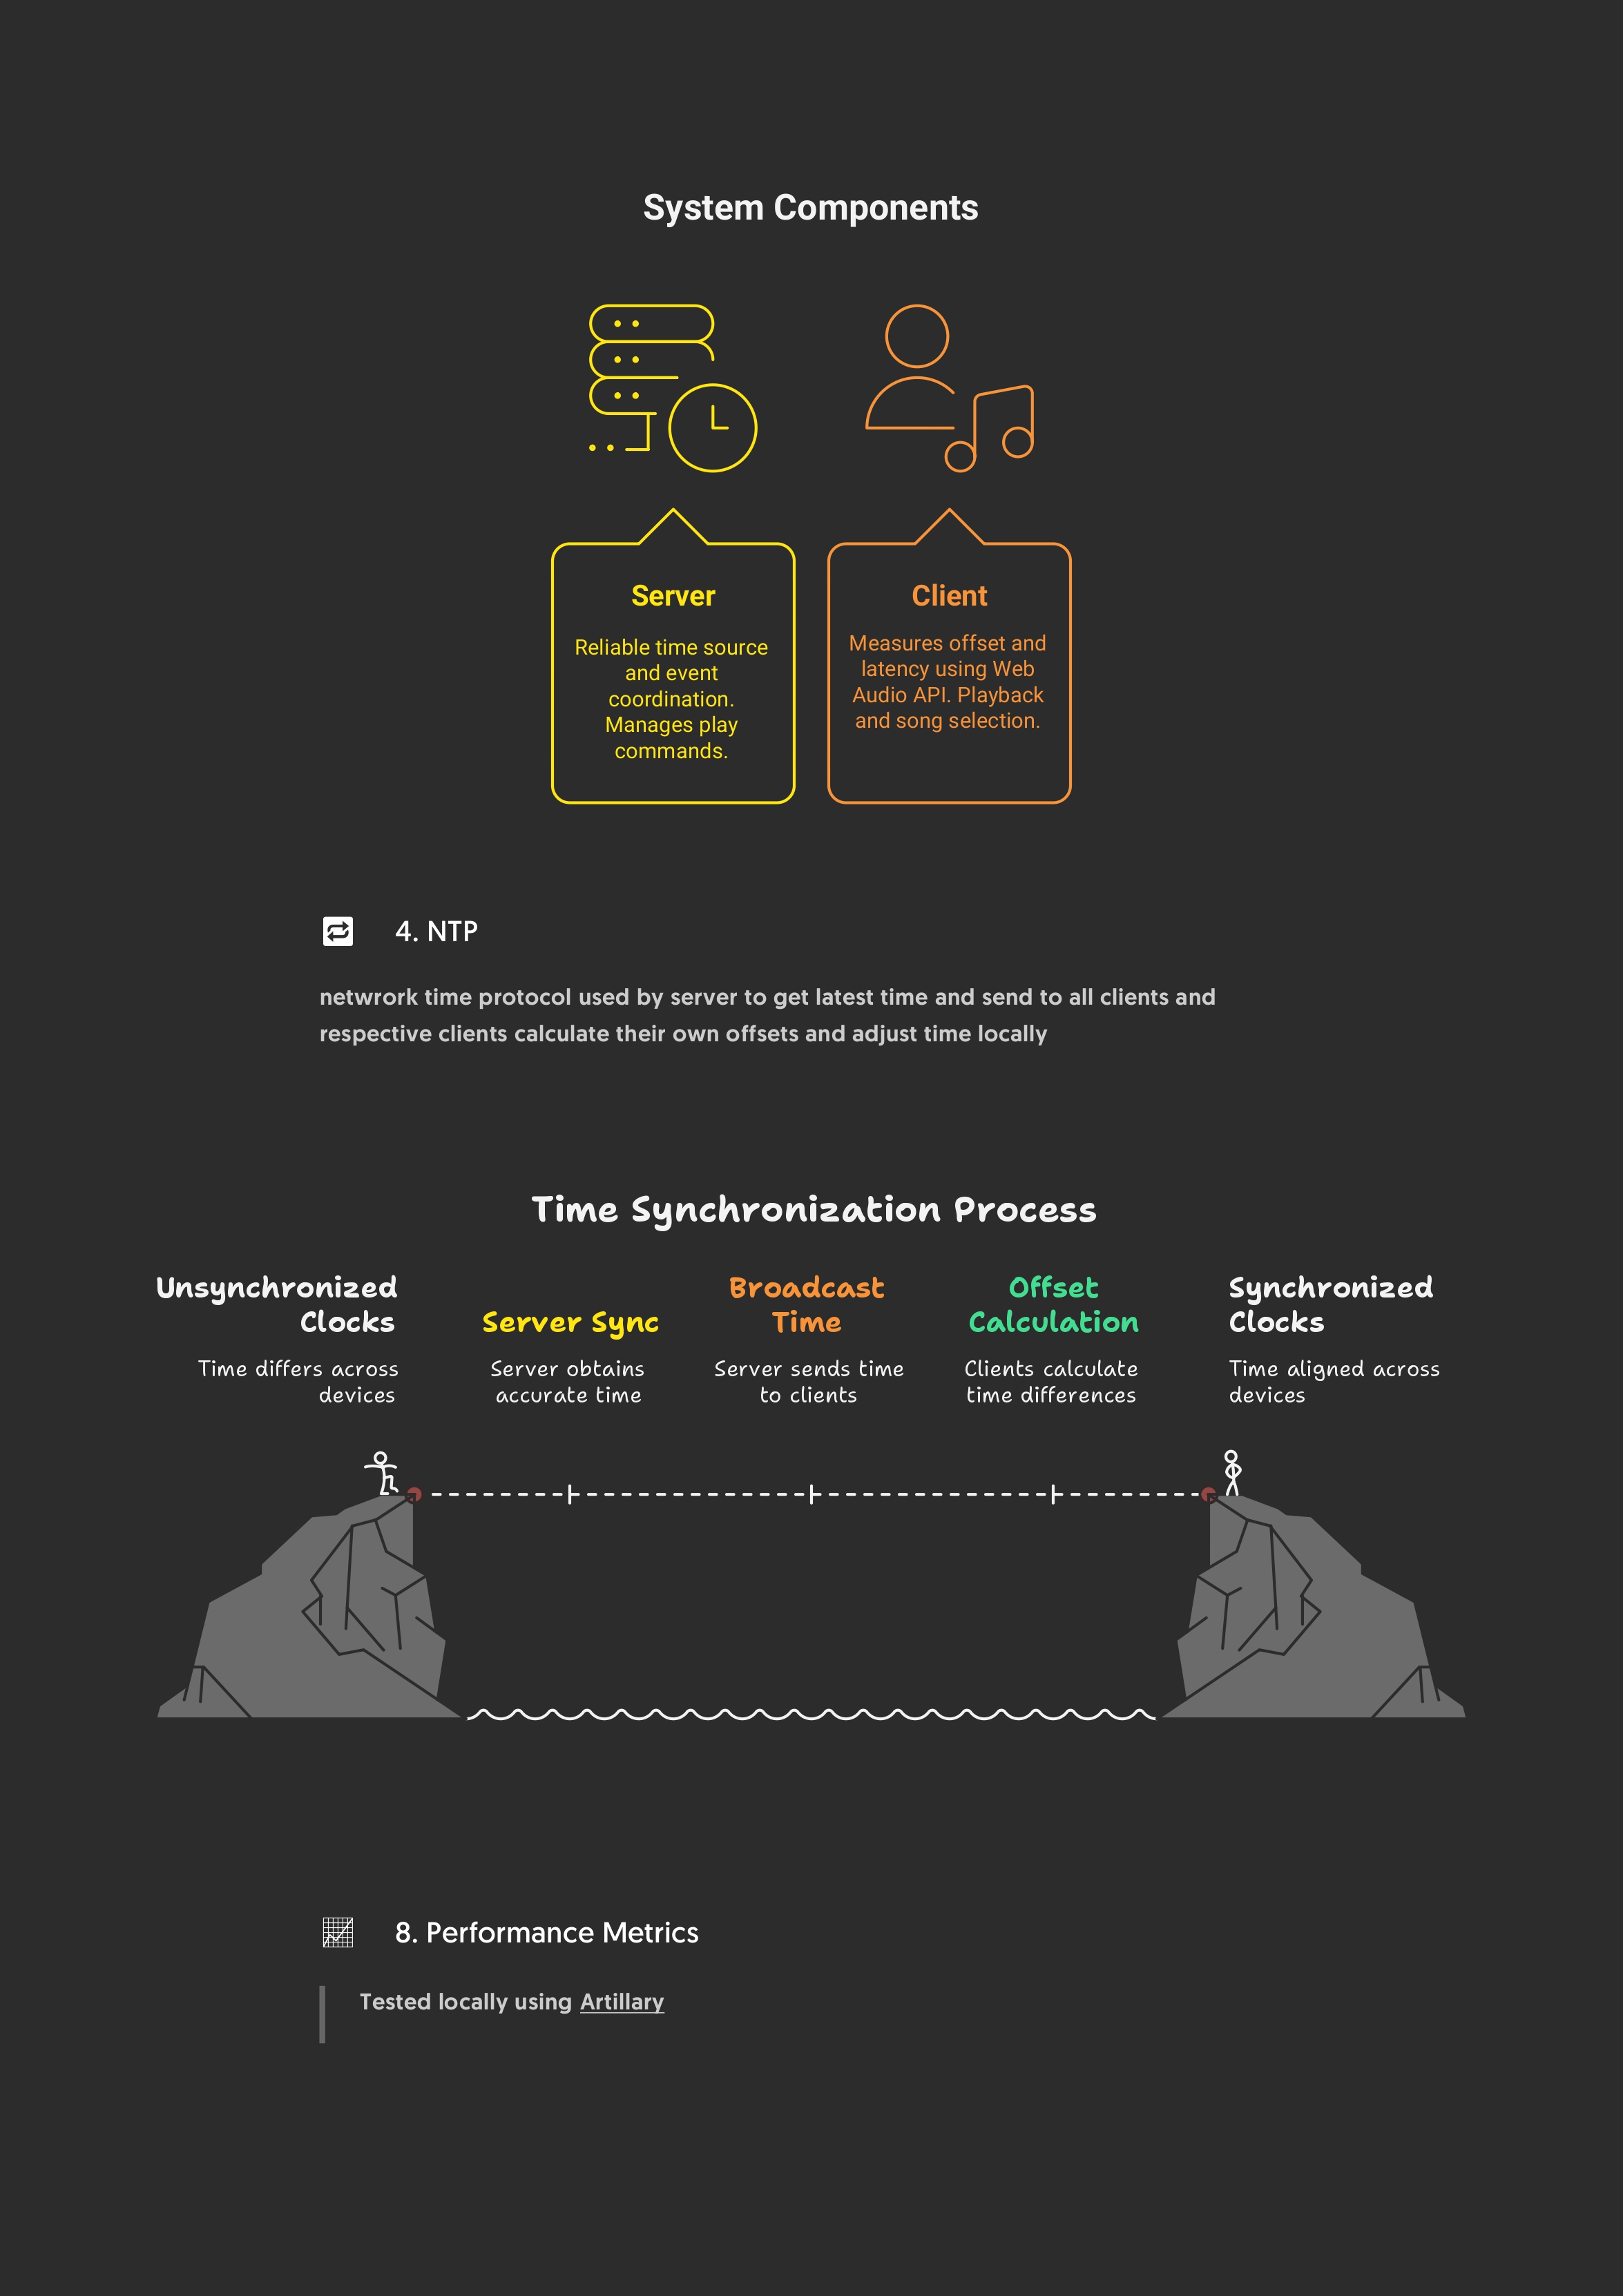 System Components
Server
Reliable time source
and event
coordination.
Manages play
commands.
Client
Measures offset and
latency using Web
Audio API. Playback
and song selection.
4. NTP
netwrork time protocol used by server to get latest time and send to all clients and
respective clients calculate their own offsets and adjust time locally
Time Synchronization Process
Unsynchronized
Clocks
Time differs across
devices
Server Sync
Server obtains
accurate time
Broadcast
Time
Server sends time
to clients
Offset
Calculation
Clients calculate
time differences
Synchronized
Clocks
Time aligned across
devices
8. Performance Metrics
Tested locally using Artillary